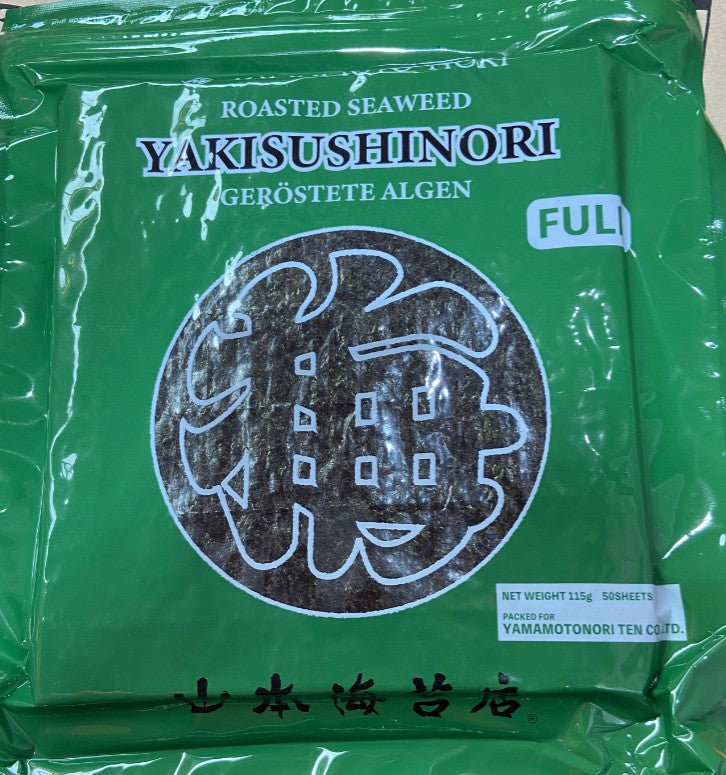 ROASTED SEAWEED
YAKISUSHINORI
GERÖSTETE ALGEN
FULL
海
NET WEIGHT 115g 50SHEETS
PACKED FOR
YAMAMOTONORI TEN CO.LTD.
山本海苔店®